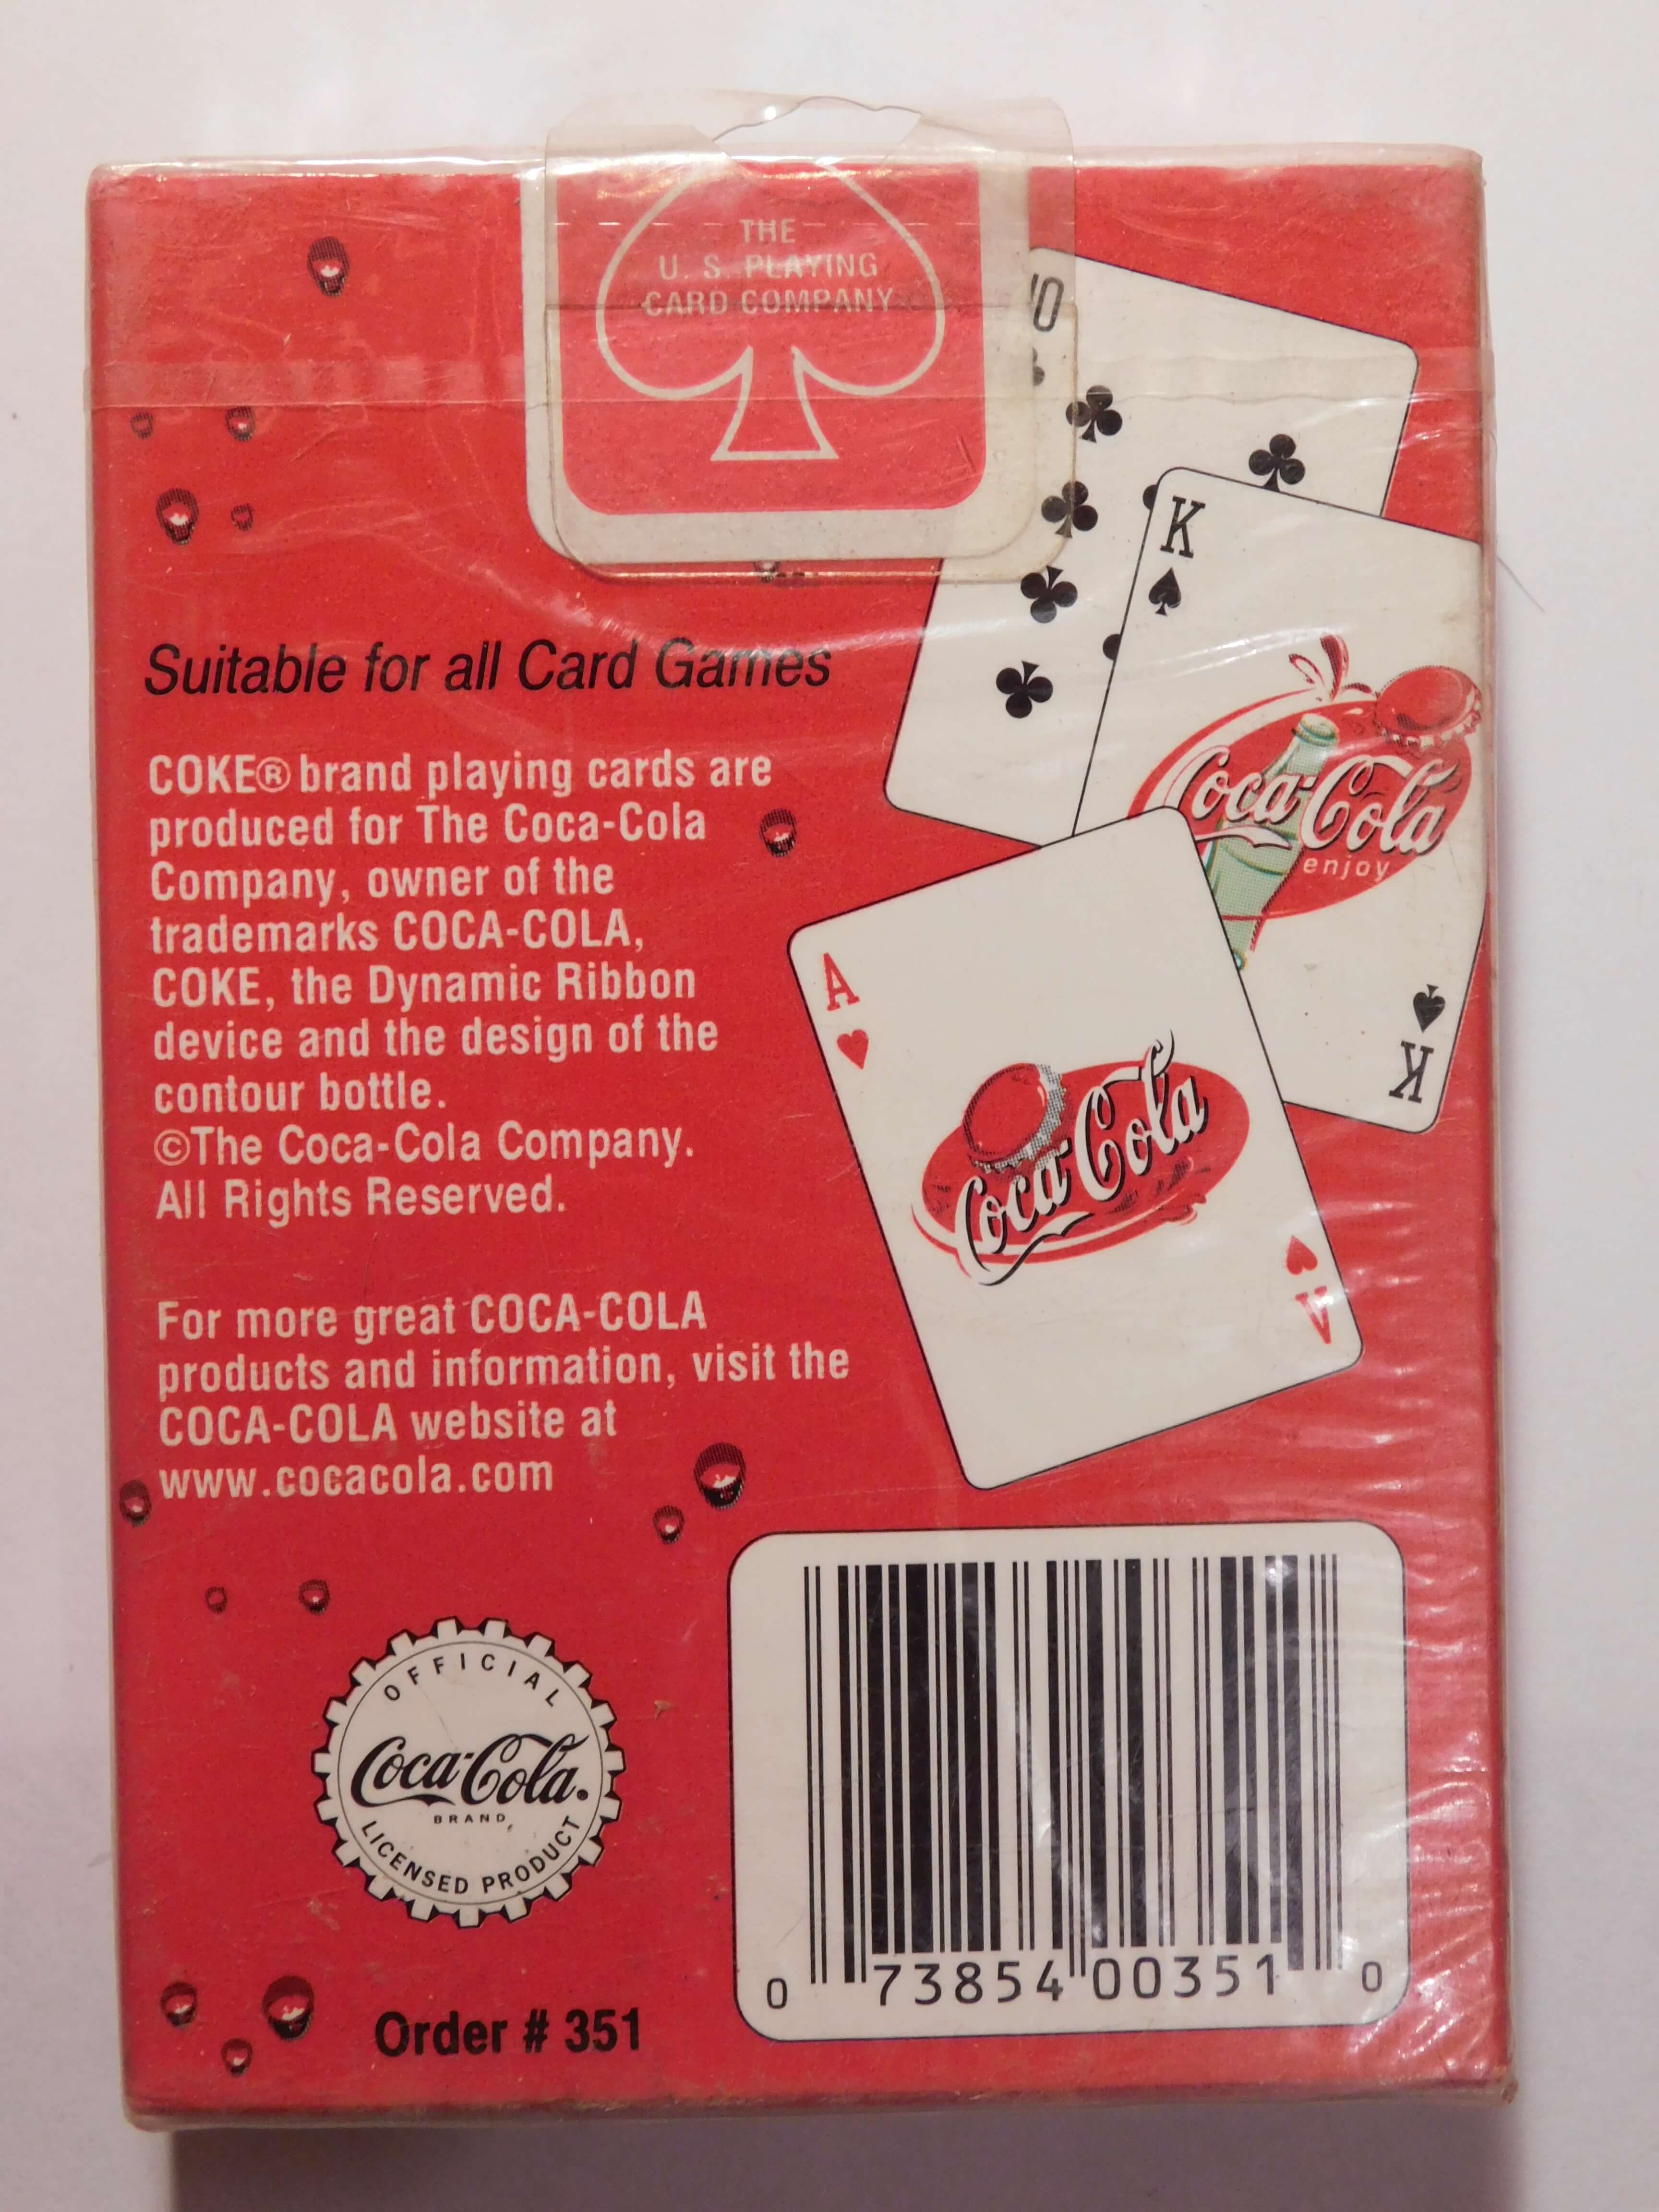 THE
U. S. PLAYING
CARD COMPANY
10
K
Suitable for all Card Games
COKE® brand playing cards are
produced for The Coca-Cola
Company, owner of the
trademarks COCA-COLA,
COKE, the Dynamic Ribbon
device and the design of the
contour bottle.
©The Coca-Cola Company.
All Rights Reserved.
Coca-Cola
enjoy
K
A
Coca-Cola
A
For more great COCA-COLA
products and information, visit the
COCA-COLA website at
www.cocacola.com
OFFICIAL
Coca-Cola.
BRAND
LICENSED PRODUCT
Order # 351
0 73854 00351 0